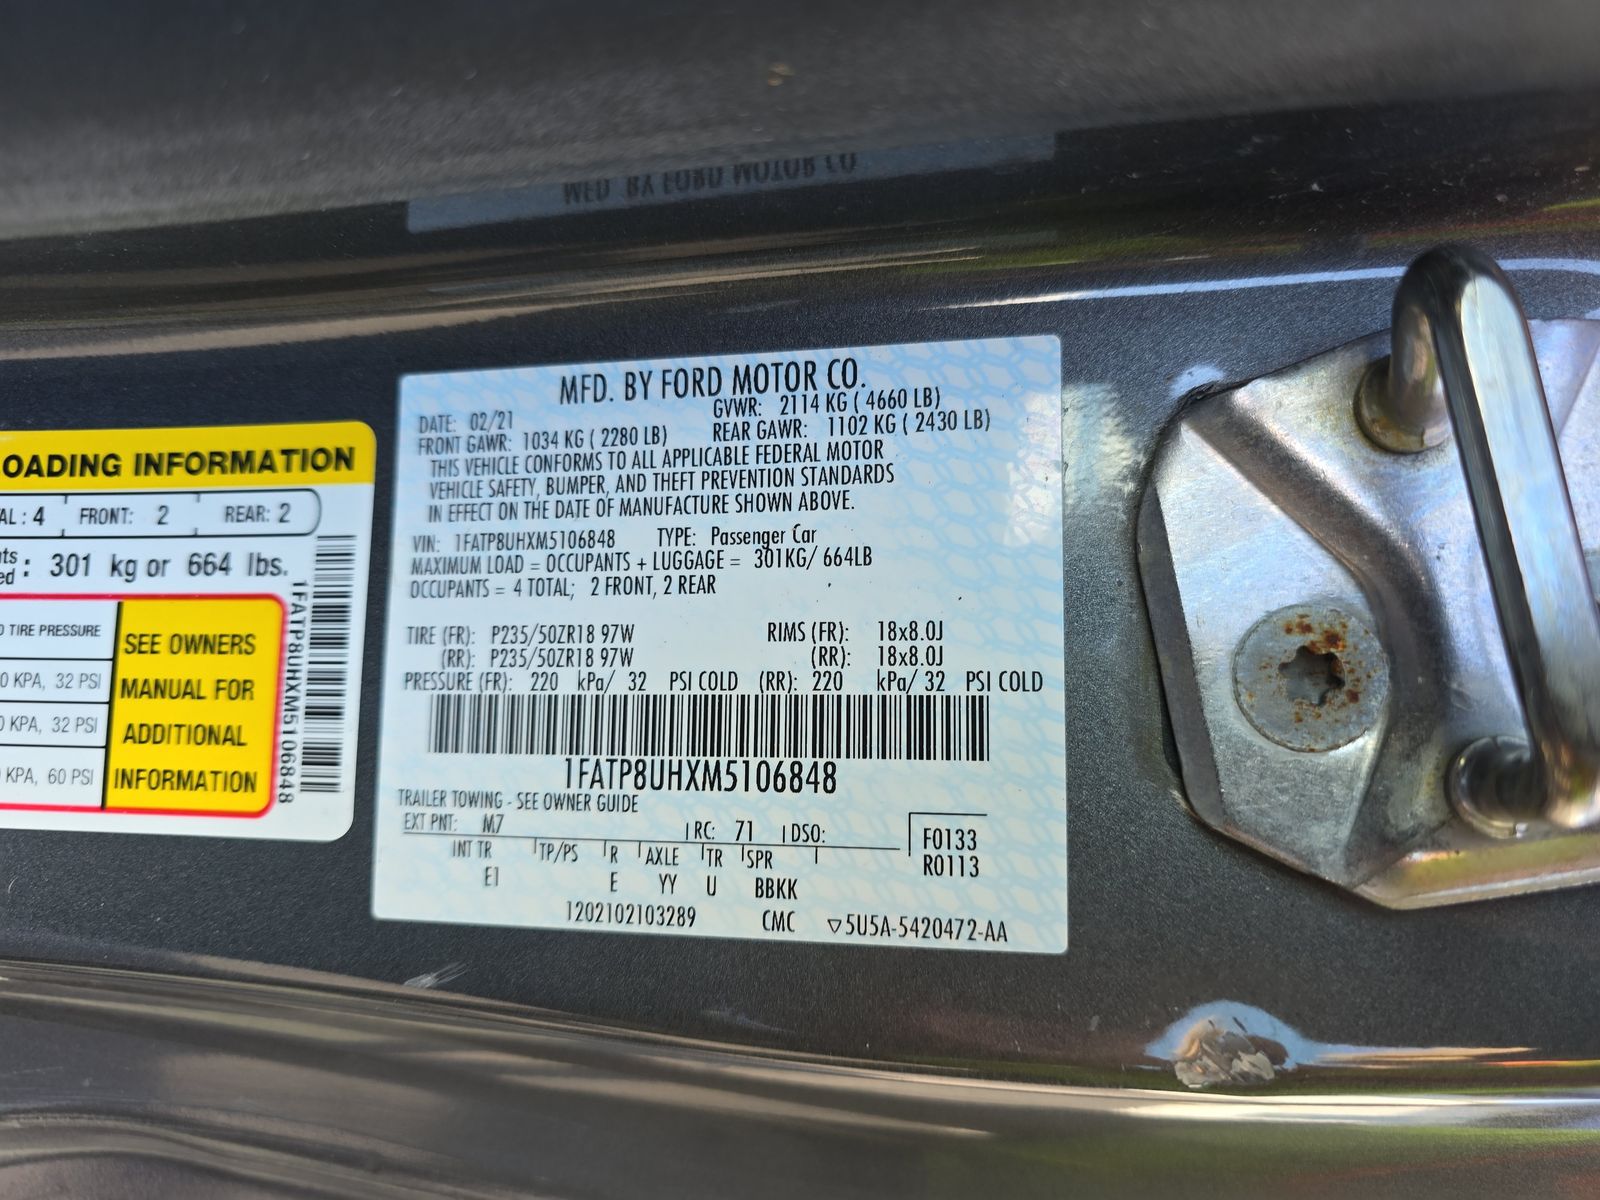 MFD. BY FORD MOTOR CO
OADING INFORMATION
AL : 4 FRONT: 2 REAR: 2
nts
ed : 301 kg or 664 lbs.
D TIRE PRESSURE
0 KPA, 32 PSI
0 KPA, 32 PSI
KPA, 60 PSI
SEE OWNERS
MANUAL FOR
ADDITIONAL
INFORMATION
1FATP8UHXM5106848
MFD. BY FORD MOTOR CO.
DATE: 02/21 GVWR: 2114 KG ( 4660 LB)
FRONT GAWR: 1034 KG ( 2280 LB) REAR GAWR: 1102 KG ( 2430 LB)
THIS VEHICLE CONFORMS TO ALL APPLICABLE FEDERAL MOTOR
VEHICLE SAFETY, BUMPER, AND THEFT PREVENTION STANDARDS
IN EFFECT ON THE DATE OF MANUFACTURE SHOWN ABOVE.
VIN: 1FATP8UHXM5106848 TYPE: Passenger Car
MAXIMUM LOAD = OCCUPANTS + LUGGAGE = 301KG/ 664LB
OCCUPANTS = 4 TOTAL; 2 FRONT, 2 REAR
TIRE (FR): P235/50ZR18 97W RIMS (FR): 18x8.0J
(RR): P235/50ZR18 97W (RR): 18x8.0J
PRESSURE (FR): 220 kPa/ 32 PSI COLD (RR): 220 kPa/ 32 PSI COLD
1FATP8UHXM5106848
TRAILER TOWING - SEE OWNER GUIDE
EXT PNT: M7 RC: 71 DSO:
INT TR TP/PS R AXLE TR SPR
E1 E YY U BBKK
F0133
R0113
1202102103289 CMC ▽5U5A-5420472-AA